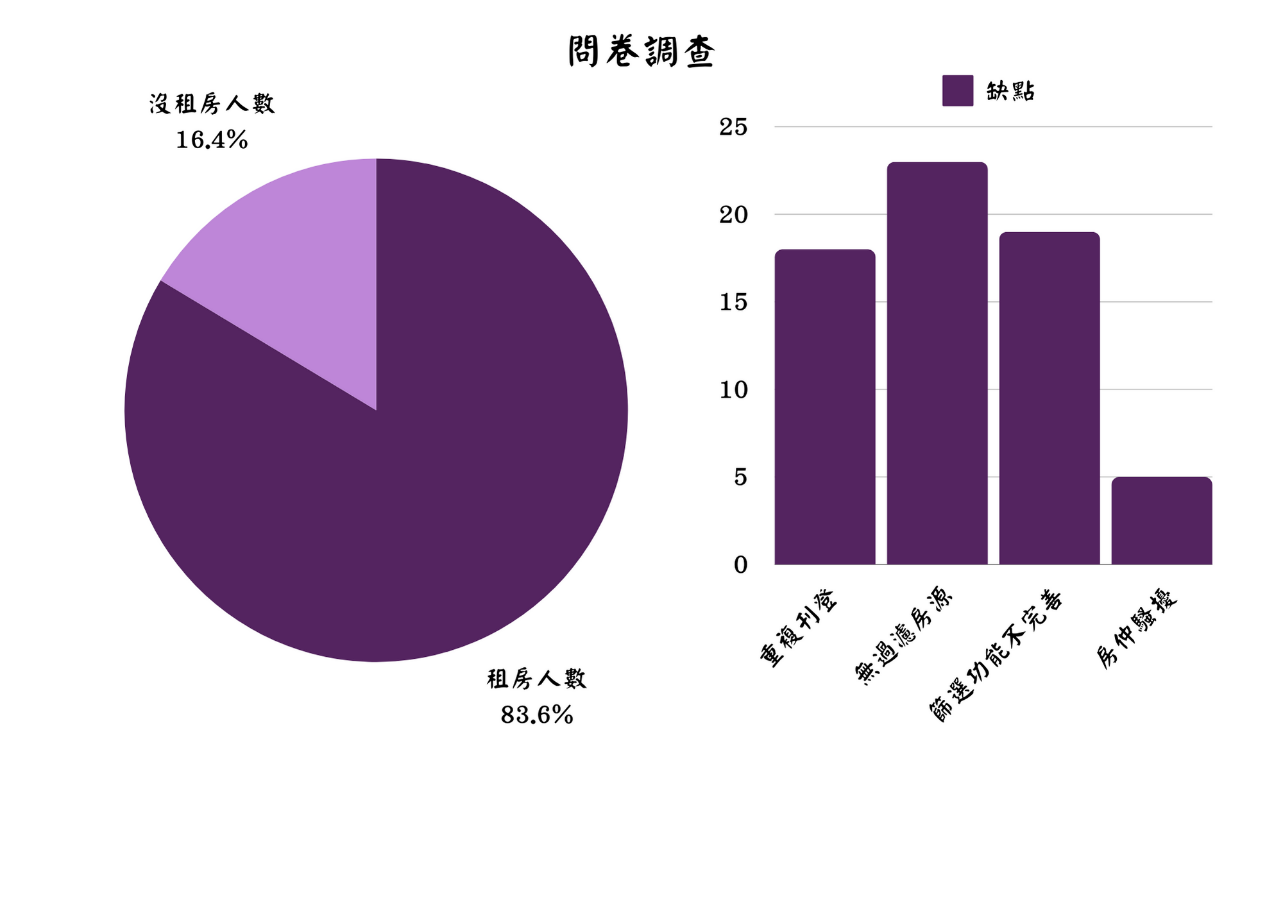 問卷調查
沒租房人數
16.4%
租房人數
83.6%
缺點
25
20
15
10
5
0
重複刊登
無過濾房源
篩選功能不完善
房仲騷擾